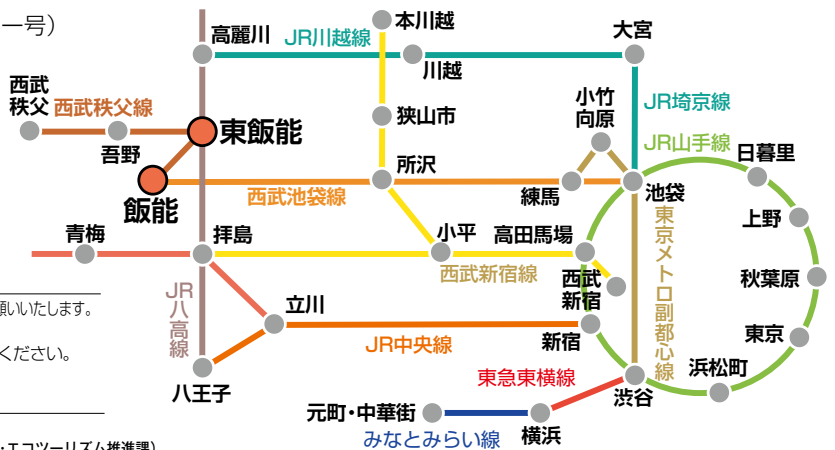 一号）
高麗川
JR川越線
本川越
川越
大宮
西武
秩父
西武秩父線
吾野
東飯能
狭山市
小竹
向原
JR埼京線
JR山手線
日暮里
飯能
西武池袋線
所沢
練馬
池袋
上野
青梅
拝島
小平
高田馬場
西武新宿線
西武
新宿
東京メトロ副都心線
秋葉原
願いいたします。
JR八高線
立川
JR中央線
新宿
東京
ください。
八王子
東急東横線
浜松町
渋谷
元町・中華街
みなとみらい線
横浜
・エコツーリズム推進課）